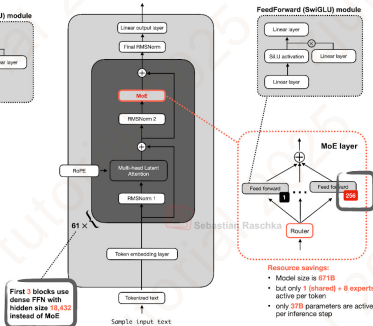 U) module
near layer
Linear output layer
Final RMSNorm
MoE
RMSNorm 2
RoPE
Multi-head Latent
Attention
RMSNorm 1
61 ×
Token embedding layer
First 3 blocks use
dense FFN with
hidden size 18,432
instead of MoE
Tokenized text
Sample input text
Sebastian Raschka
FeedForward (SwiGLU) module
Linear layer
SiLU activation
Linear layer
Linear layer
MoE layer
Feed forward
1
...
Feed forward
256
Router
Resource savings:
• Model size is 671B
• but only 1 (shared) + 8 experts
active per token
• only 37B parameters are active
per inference step